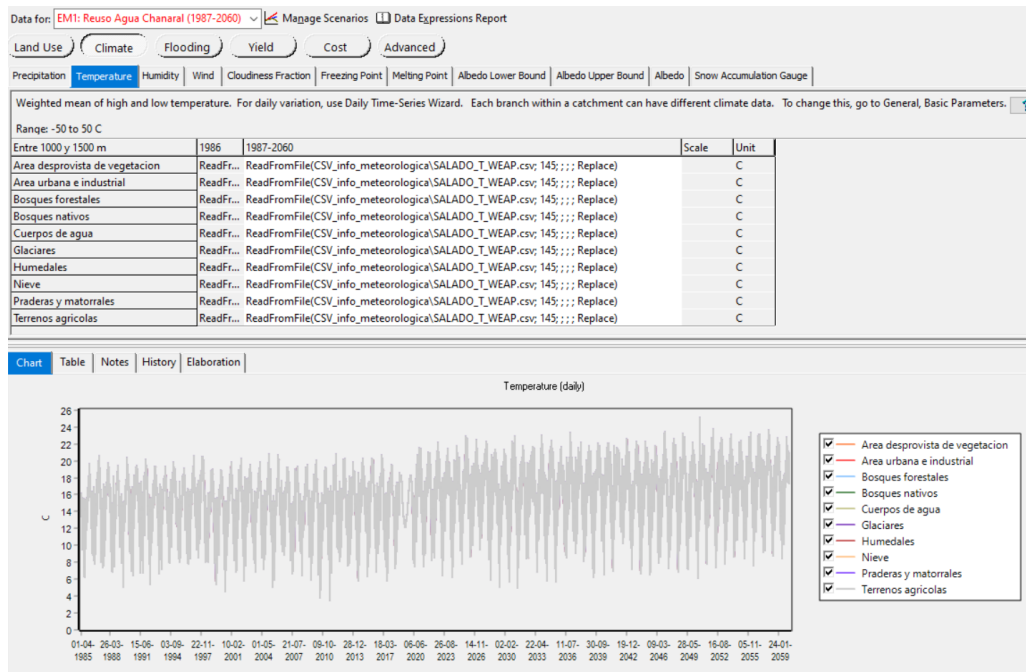 Data for: EM1: Reuso Agua Chanaral (1987-2060) Manage Scenarios Data Expressions Report
Land Use Climate Flooding Yield Cost Advanced
Precipitation Temperature Humidity Wind Cloudiness Fraction Freezing Point Melting Point Albedo Lower Bound Albedo Upper Bound Albedo Snow Accumulation Gauge
Weighted mean of high and low temperature. For daily variation, use Daily Time-Series Wizard. Each branch within a catchment can have different climate data. To change this, go to General, Basic Parameters. ?
Range: -50 to 50 C
Entre 1000 y 1500 m 1986 1987-2060 Scale Unit
Area desprovista de vegetacion ReadFr... ReadFromFile(CSV_info_meteorologica\SALADO_T_WEAP.csv; 145; ; ; ; Replace) C
Area urbana e industrial ReadFr... ReadFromFile(CSV_info_meteorologica\SALADO_T_WEAP.csv; 145; ; ; ; Replace) C
Bosques forestales ReadFr... ReadFromFile(CSV_info_meteorologica\SALADO_T_WEAP.csv; 145; ; ; ; Replace) C
Bosques nativos ReadFr... ReadFromFile(CSV_info_meteorologica\SALADO_T_WEAP.csv; 145; ; ; ; Replace) C
Cuerpos de agua ReadFr... ReadFromFile(CSV_info_meteorologica\SALADO_T_WEAP.csv; 145; ; ; ; Replace) C
Glaciares ReadFr... ReadFromFile(CSV_info_meteorologica\SALADO_T_WEAP.csv; 145; ; ; ; Replace) C
Humedales ReadFr... ReadFromFile(CSV_info_meteorologica\SALADO_T_WEAP.csv; 145; ; ; ; Replace) C
Nieve ReadFr... ReadFromFile(CSV_info_meteorologica\SALADO_T_WEAP.csv; 145; ; ; ; Replace) C
Praderas y matorrales ReadFr... ReadFromFile(CSV_info_meteorologica\SALADO_T_WEAP.csv; 145; ; ; ; Replace) C
Terrenos agricolas ReadFr... ReadFromFile(CSV_info_meteorologica\SALADO_T_WEAP.csv; 145; ; ; ; Replace) C
Chart Table Notes History Elaboration
Temperature (daily)
26
24
22
20
18
16
14
12
10
8
6
4
2
0
C
01-04- 26-03- 15-06- 03-09- 22-11- 10-02- 01-05- 21-07- 09-10- 28-12- 18-03- 06-06- 26-08- 14-11- 02-02- 22-04- 11-07- 30-09- 19-12- 09-03- 28-05- 16-08- 05-11- 24-01-
1985 1988 1991 1994 1997 2001 2004 2007 2010 2013 2017 2020 2023 2026 2030 2033 2036 2039 2042 2046 2049 2052 2055 2059
Area desprovista de vegetacion
Area urbana e industrial
Bosques forestales
Bosques nativos
Cuerpos de agua
Glaciares
Humedales
Nieve
Praderas y matorrales
Terrenos agricolas